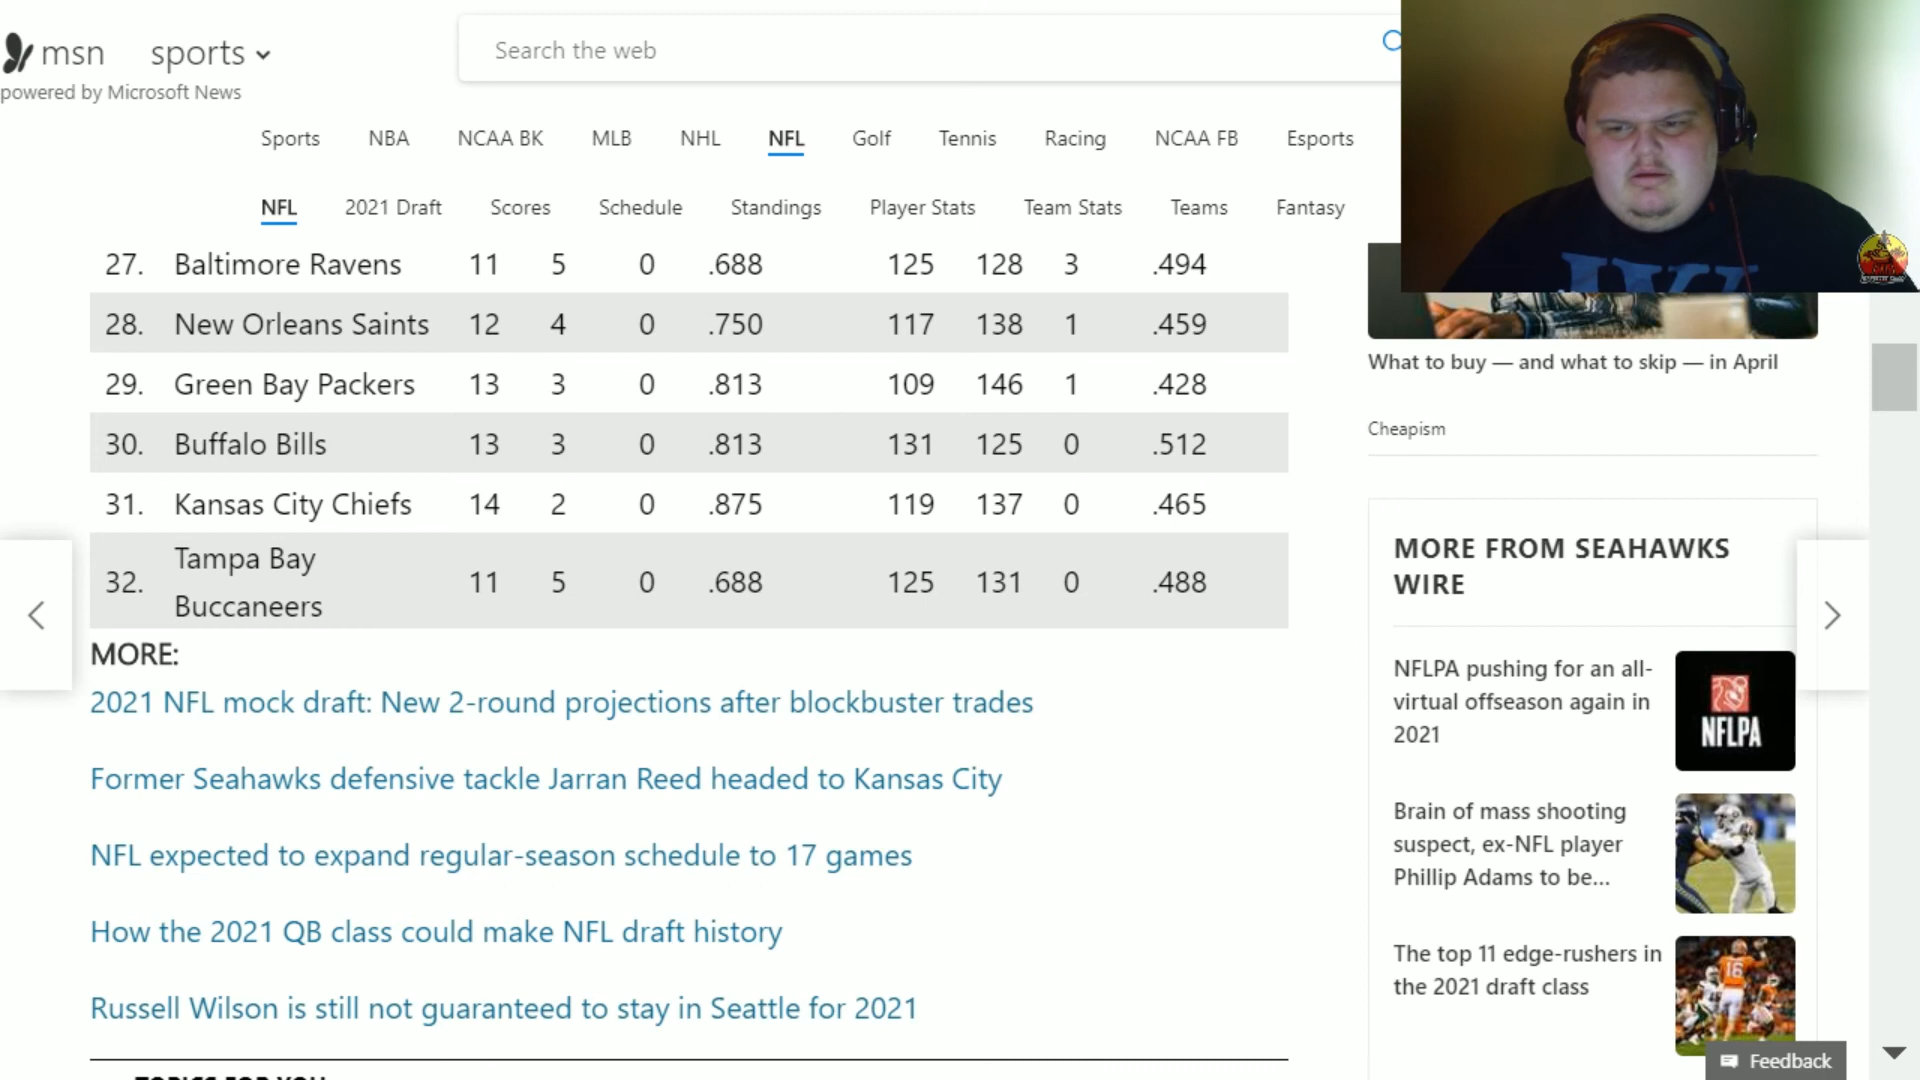 msn sports
powered by Microsoft News
Search the web
Sports NBA NCAA BK MLB NHL NFL Golf Tennis Racing NCAA FB Esports
NFL 2021 Draft Scores Schedule Standings Player Stats Team Stats Teams Fantasy
27. Baltimore Ravens 11 5 0 .688 125 128 3 .494
28. New Orleans Saints 12 4 0 .750 117 138 1 .459
29. Green Bay Packers 13 3 0 .813 109 146 1 .428
30. Buffalo Bills 13 3 0 .813 131 125 0 .512
31. Kansas City Chiefs 14 2 0 .875 119 137 0 .465
32. Tampa Bay
Buccaneers 11 5 0 .688 125 131 0 .488
MORE:
2021 NFL mock draft: New 2-round projections after blockbuster trades
Former Seahawks defensive tackle Jarran Reed headed to Kansas City
NFL expected to expand regular-season schedule to 17 games
How the 2021 QB class could make NFL draft history
Russell Wilson is still not guaranteed to stay in Seattle for 2021
TOPICS FOR YOU
What to buy — and what to skip — in April
Cheapism
MORE FROM SEAHAWKS
WIRE
NFLPA pushing for an all-
virtual offseason again in
2021
NFLPA
Brain of mass shooting
suspect, ex-NFL player
Phillip Adams to be...
The top 11 edge-rushers in
the 2021 draft class
16
Feedback